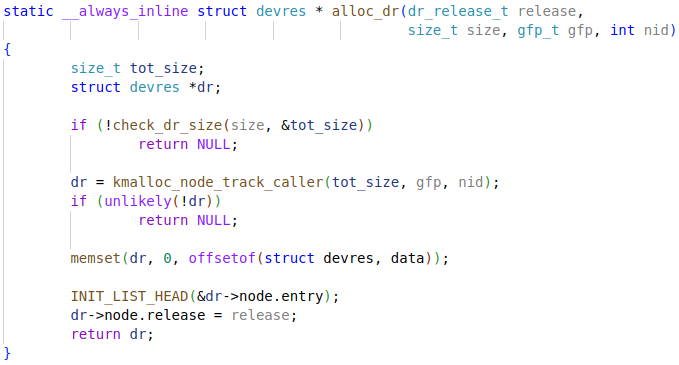 static __always_inline struct devres * alloc_dr(dr_release_t release,
                                                size_t size, gfp_t gfp, int nid)
{
        size_t tot_size;
        struct devres *dr;

        if (!check_dr_size(size, &tot_size))
                return NULL;

        dr = kmalloc_node_track_caller(tot_size, gfp, nid);
        if (unlikely(!dr))
                return NULL;

        memset(dr, 0, offsetof(struct devres, data));

        INIT_LIST_HEAD(&dr->node.entry);
        dr->node.release = release;
        return dr;
}